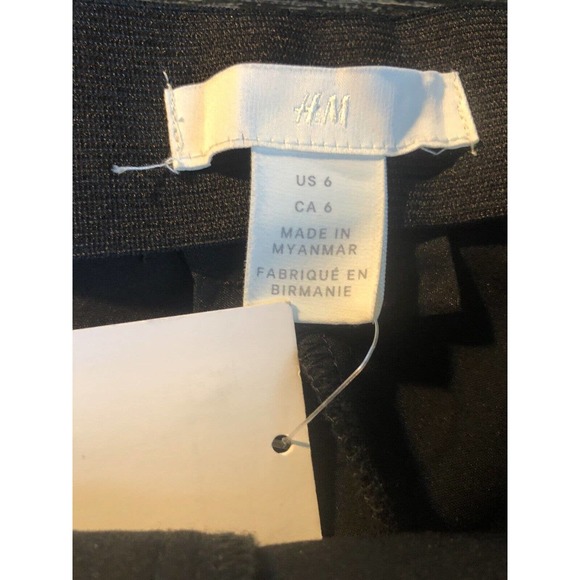 H&M
US 6
CA 6
MADE IN
MYANMAR
FABRIQUÉ EN
BIRMANIE